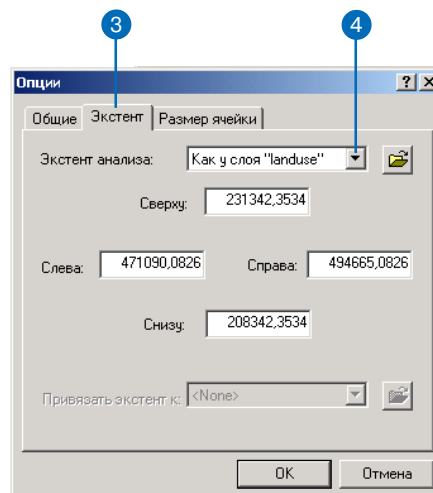 3 4
Опции
Общие Экстент Размер ячейки
Экстент анализа: Как у слоя "landuse"
Сверху: 231342,3534
Слева: 471090,0826 Справа: 494665,0826
Снизу: 208342,3534
Привязать экстент к: <None>
OK Отмена